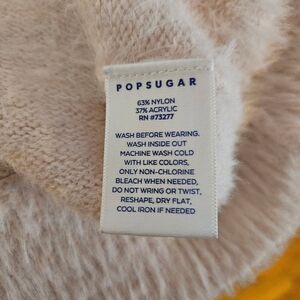 POPSUGAR
63% NYLON
37% ACRYLIC
RN #73277
WASH BEFORE WEARING.
WASH INSIDE OUT
MACHINE WASH COLD
WITH LIKE COLORS,
ONLY NON-CHLORINE
BLEACH WHEN NEEDED,
DO NOT WRING OR TWIST,
RESHAPE, DRY FLAT,
COOL IRON IF NEEDED